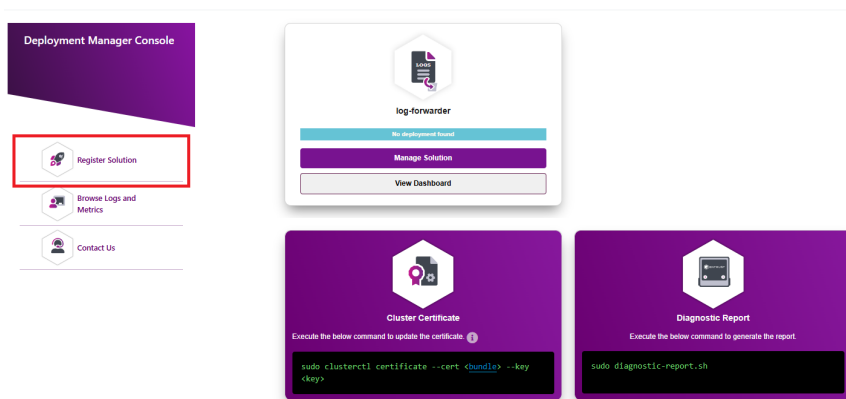 Deployment Manager Console
Register Solution
Browse Logs and
Metrics
Contact Us
LOGS
log-forwarder
No deployment found
Manage Solution
View Dashboard
Cluster Certificate
Execute the below command to update the certificate. i
sudo clusterctl certificate --cert <bundle> --key
<key>
Diagnostic Report
Execute the below command to generate the report.
sudo diagnostic-report.sh